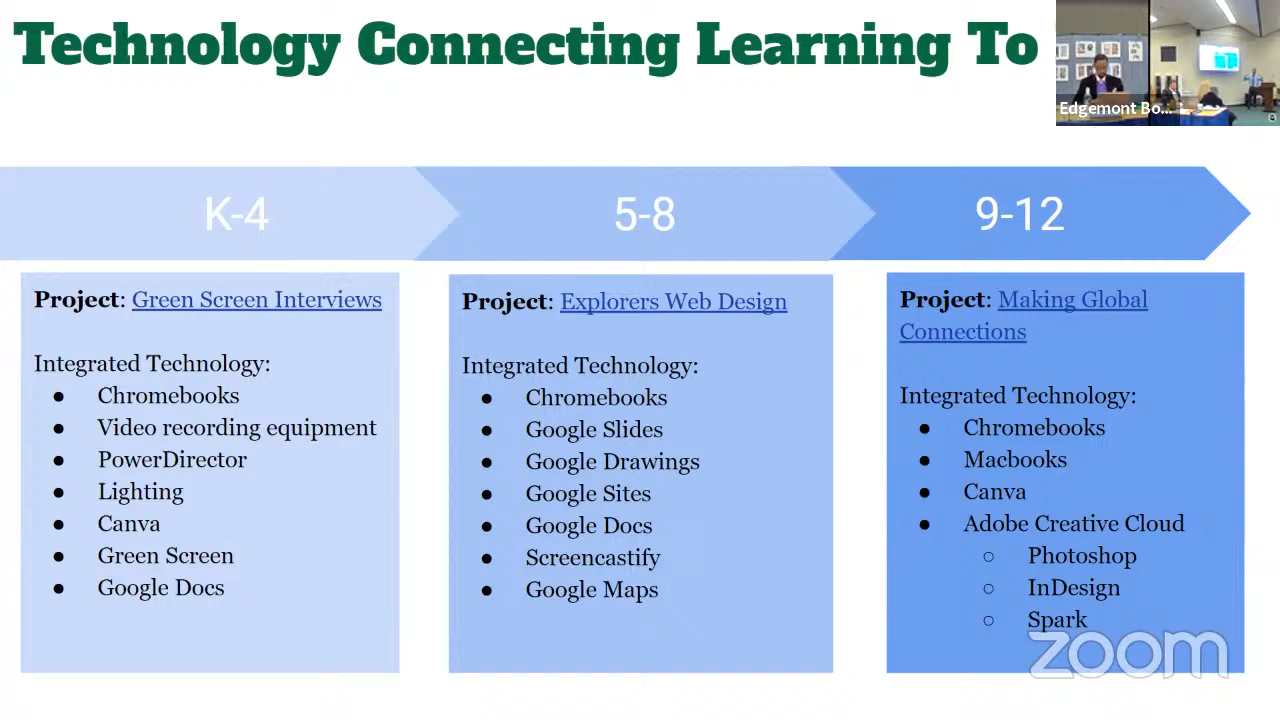 Technology Connecting Learning To
Edgemont Bo...
K-4
5-8
9-12
Project: Green Screen Interviews
Integrated Technology:
● Chromebooks
● Video recording equipment
● PowerDirector
● Lighting
● Canva
● Green Screen
● Google Docs
Project: Explorers Web Design
Integrated Technology:
● Chromebooks
● Google Slides
● Google Drawings
● Google Sites
● Google Docs
● Screencastify
● Google Maps
Project: Making Global
Connections
Integrated Technology:
● Chromebooks
● Macbooks
● Canva
● Adobe Creative Cloud
○ Photoshop
○ InDesign
○ Spark
zoom